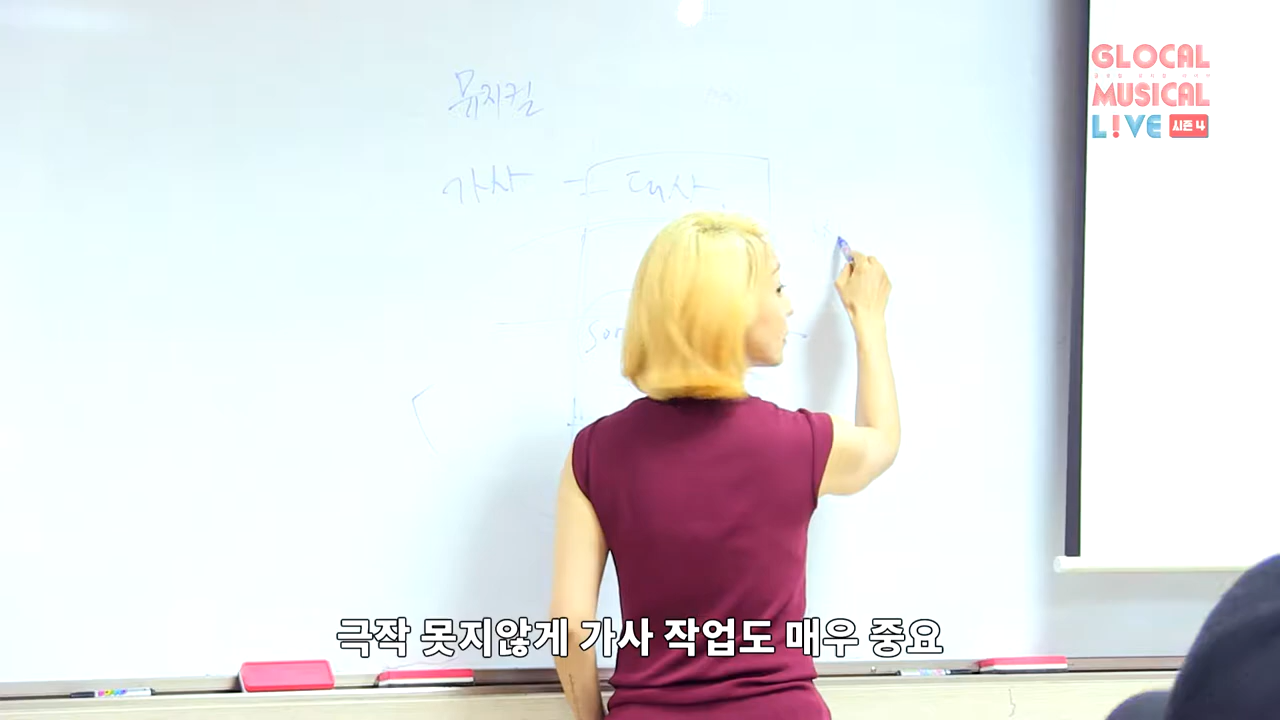 GLOCAL
MUSICAL
L!VE 시즌 4
뮤지컬
가사 - 대사
극작 못지않게 가사 작업도 매우 중요